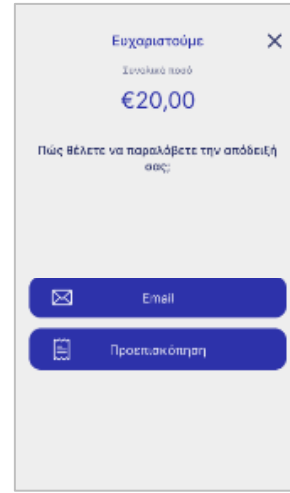 Ευχαριστούμε
Συνολικό ποσό
€20,00
Πώς θέλετε να παραλάβετε την απόδειξή
σας;
Email
Προεπισκόπηση